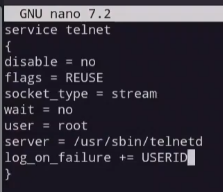 GNU nano 7.2
service telnet
{
disable = no
flags = REUSE
socket_type = stream
wait = no
user = root
server = /usr/sbin/telnetd
log_on_failure += USERID
}